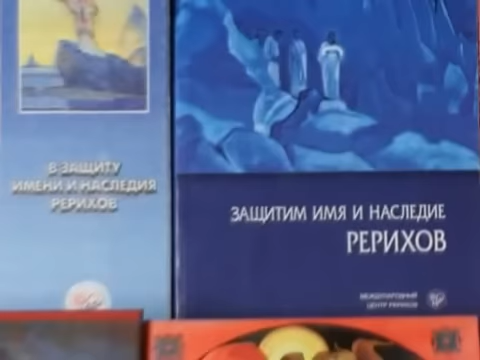 В ЗАЩИТУ
ИМЕНИ И НАСЛЕДИЯ
РЕРИХОВ
ЗАЩИТИМ ИМЯ И НАСЛЕДИЕ
РЕРИХОВ
МЕЖДУНАРОДНЫЙ
ЦЕНТР РЕРИХОВ